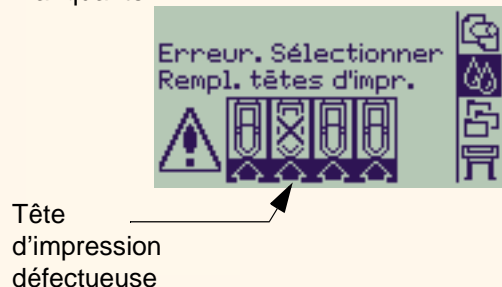 Erreur. Sélectionner
Rempl. têtes d'impr.
Tête
d'impression
défectueuse